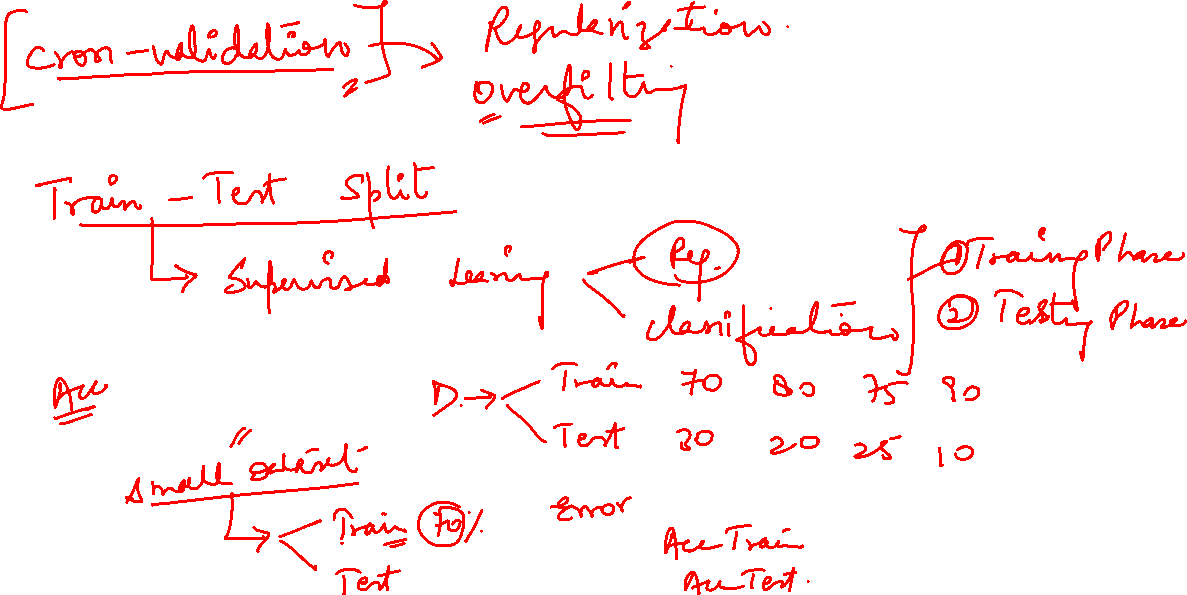 [cross-validation] → Regularization.
overfitting
Train - Test Split
Supervised Learning
Reg.
classification
① Training Phase
② Testing Phase
Acc
D. → Train 70 80 75 90
Test 30 20 25 10
small dataset
Train 70%
Test
Error
Acc Train
Acc Test.